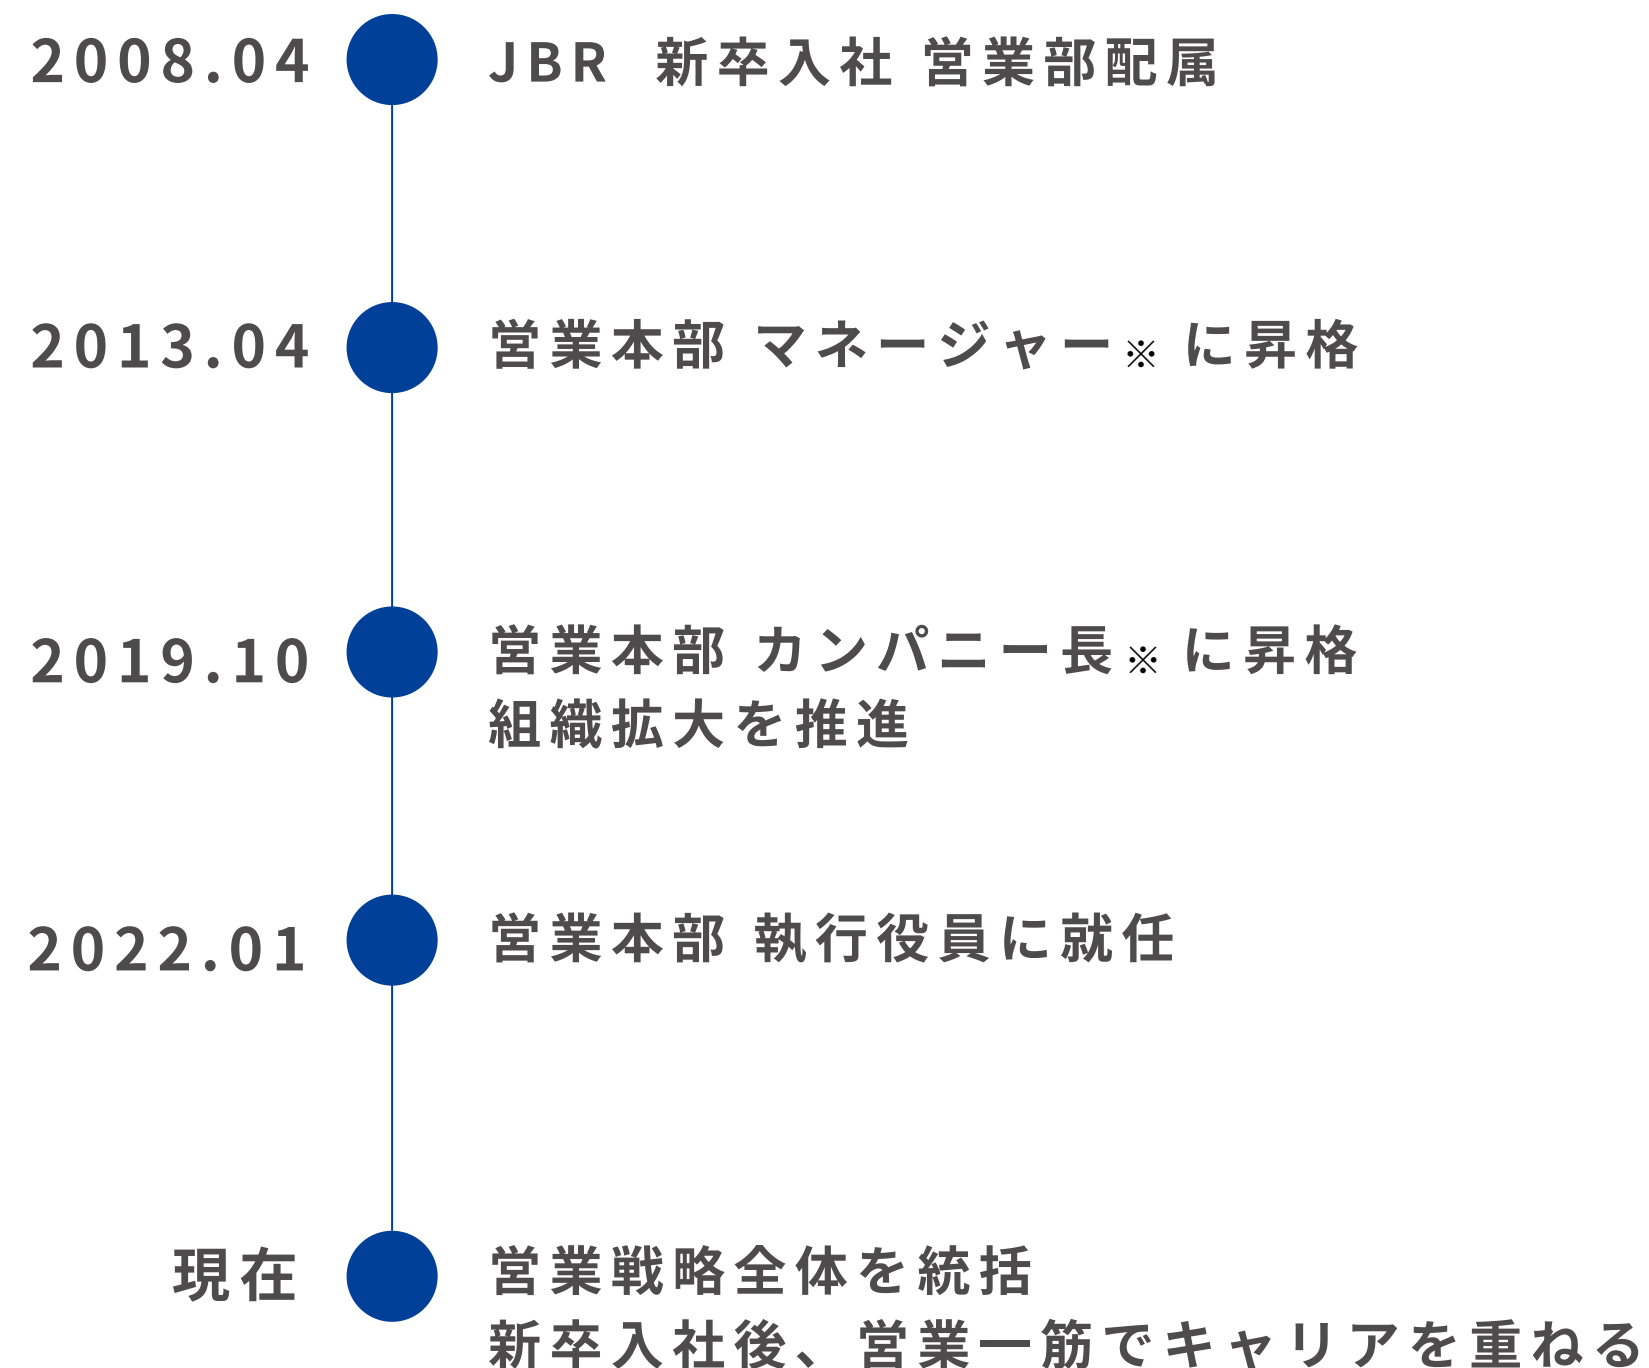 2008.04 JBR 新卒入社 営業部配属
2013.04 営業本部 マネージャー※ に昇格
2019.10 営業本部 カンパニー長※ に昇格
組織拡大を推進
2022.01 営業本部 執行役員に就任
現在 営業戦略全体を統括
新卒入社後、営業一筋でキャリアを重ねる